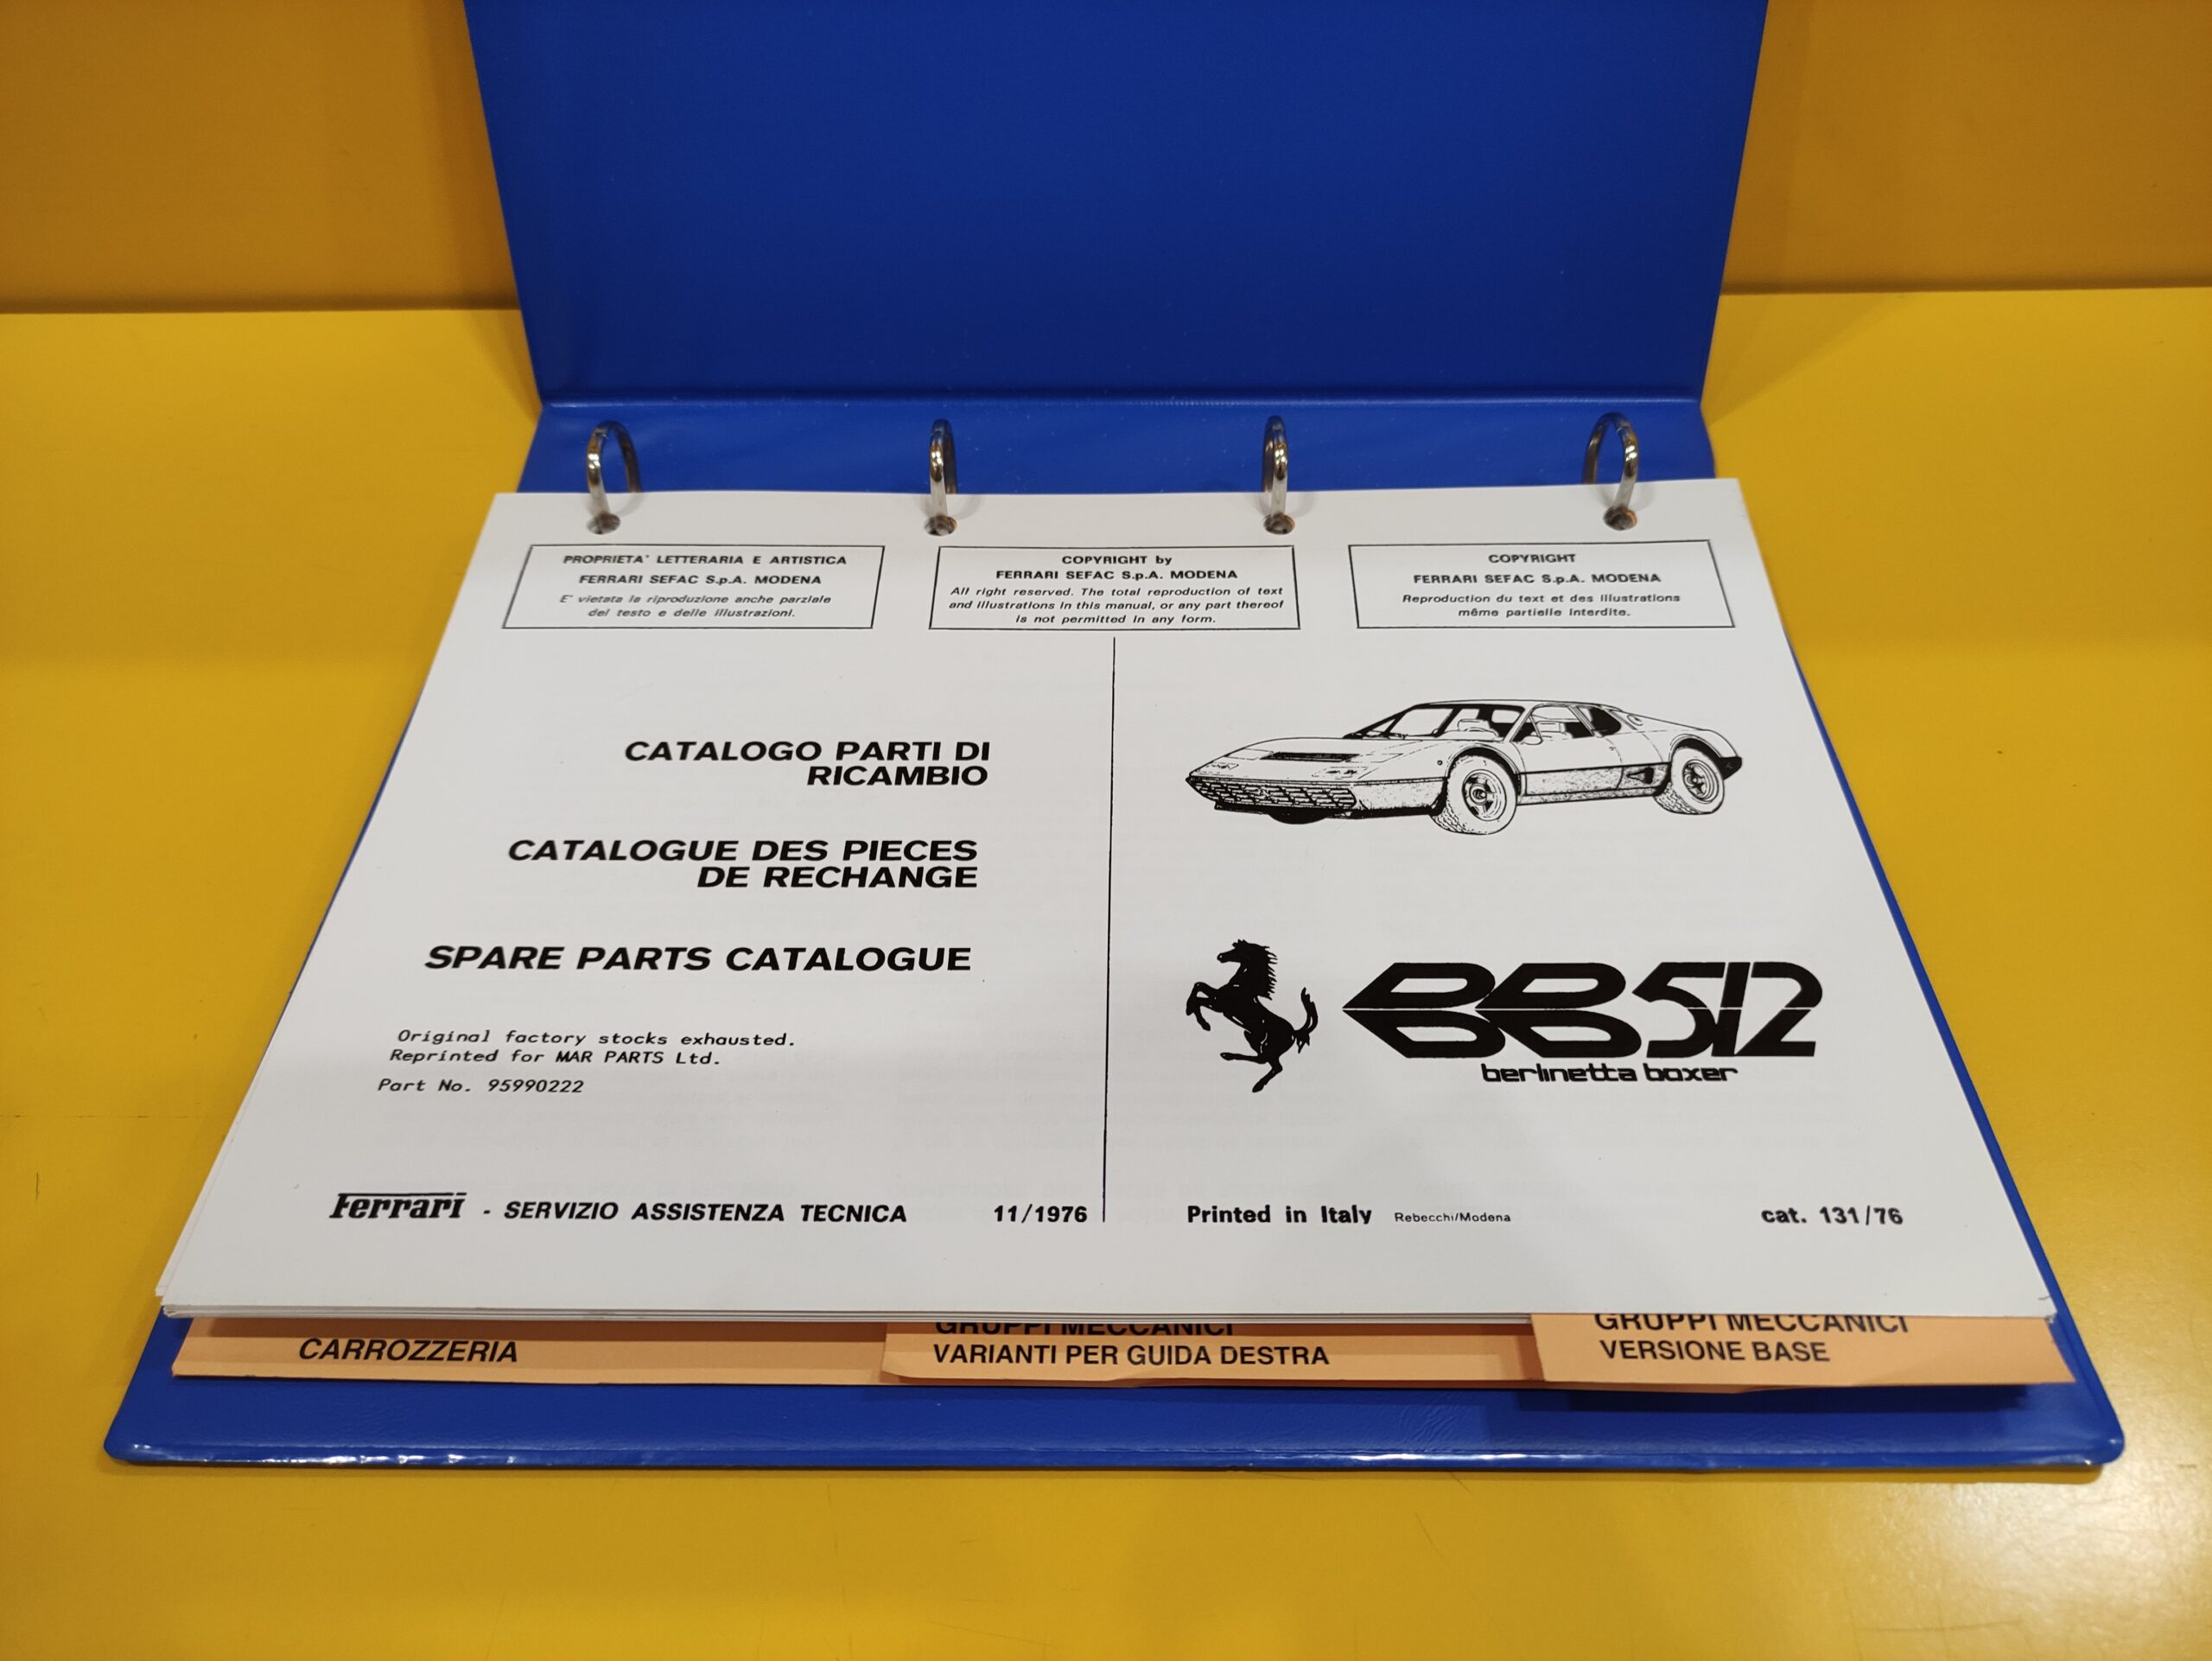 PROPRIETA' LETTERARIA E ARTISTICA
FERRARI SEFAC S.p.A. MODENA
E' vietata la riproduzione anche parziale
del testo e delle illustrazioni.
COPYRIGHT by
FERRARI SEFAC S.p.A. MODENA
All right reserved. The total reproduction of text
and illustrations in this manual, or any part thereof
is not permitted in any form.
COPYRIGHT
FERRARI SEFAC S.p.A. MODENA
Reproduction du text et des illustrations
même partielle interdite.
CATALOGO PARTI DI
RICAMBIO
CATALOGUE DES PIECES
DE RECHANGE
SPARE PARTS CATALOGUE
Original factory stocks exhausted.
Reprinted for MAR PARTS Ltd.
Part No. 95990222
BB512
berlinetta boxer
Ferrari - SERVIZIO ASSISTENZA TECNICA 11/1976
Printed in Italy Rebecchi/Modena cat. 131/76
CARROZZERIA
GRUPPI MECCANICI
VARIANTI PER GUIDA DESTRA
GRUPPI MECCANICI
VERSIONE BASE